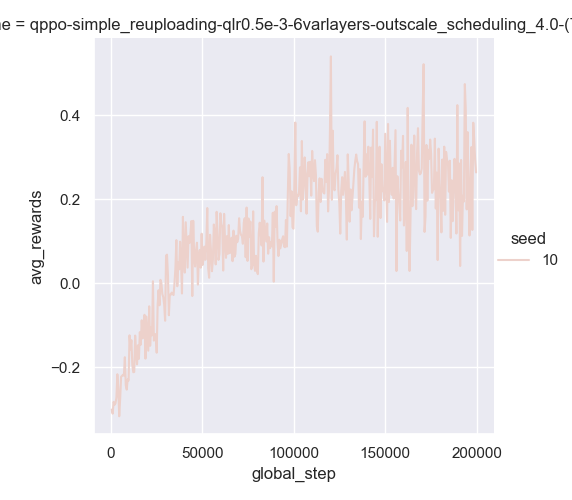 ne = qppo-simple_reuploading-qlr0.5e-3-6varlayers-outscale_scheduling_4.0-(
avg_rewards
0.4
0.2
0.0
−0.2
0
50000
100000
150000
200000
global_step
seed
10